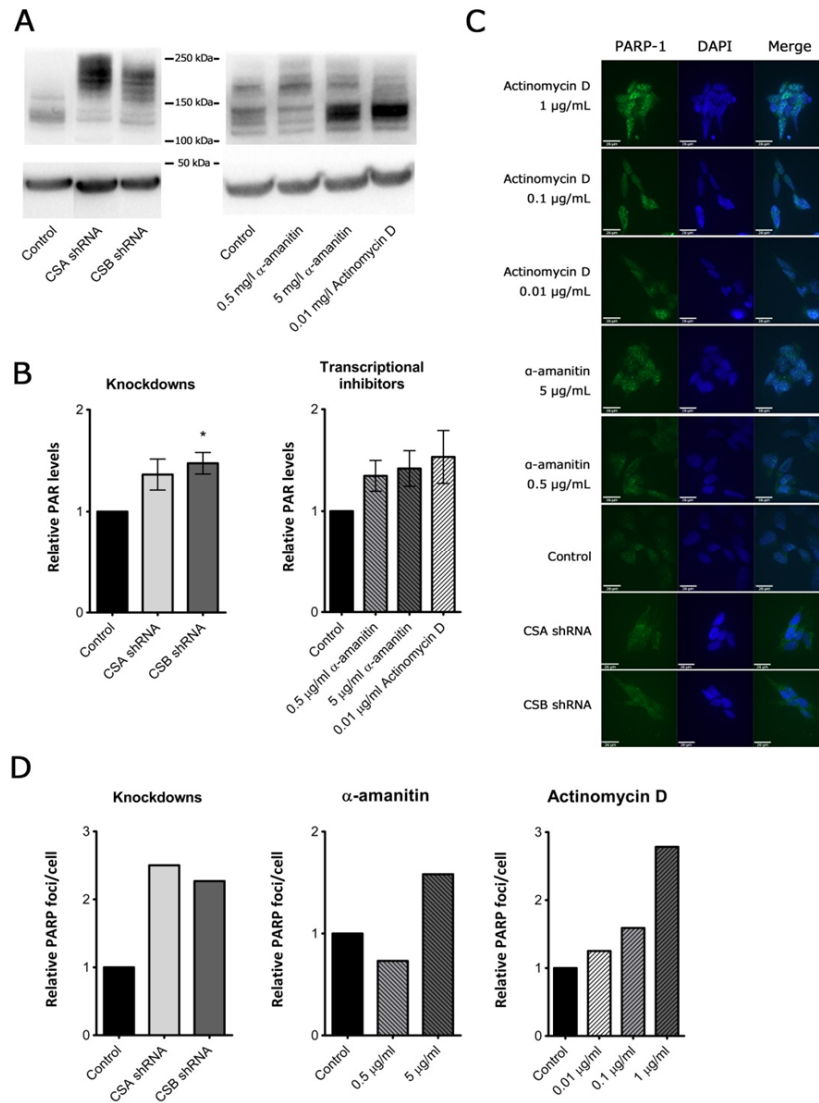 A
250 kDa
150 kDa
100 kDa
50 kDa
Control
CSA shRNA
CSB shRNA
Control
0.5 mg/l α-amanitin
5 mg/l α-amanitin
0.01 mg/l Actinomycin D
B
Knockdowns
Relative PAR levels
2
1
0
Control
CSA shRNA
CSB shRNA
*
Transcriptional
inhibitors
Relative PAR levels
2
1
0
Control
0.5 µg/ml α-amanitin
5 µg/ml α-amanitin
0.01 µg/ml Actinomycin D
C
PARP-1 DAPI Merge
Actinomycin D
1 µg/mL
Actinomycin D
0.1 µg/mL
Actinomycin D
0.01 µg/mL
α-amanitin
5 µg/mL
α-amanitin
0.5 µg/mL
Control
CSA shRNA
CSB shRNA
D
Knockdowns
Relative PARP foci/cell
3
2
1
0
Control
CSA shRNA
CSB shRNA
α-amanitin
Relative PARP foci/cell
2
1
0
Control
0.5 µg/ml
5 µg/ml
Actinomycin D
Relative PARP foci/cell
3
2
1
0
Control
0.01 µg/ml
0.1 µg/ml
1 µg/ml